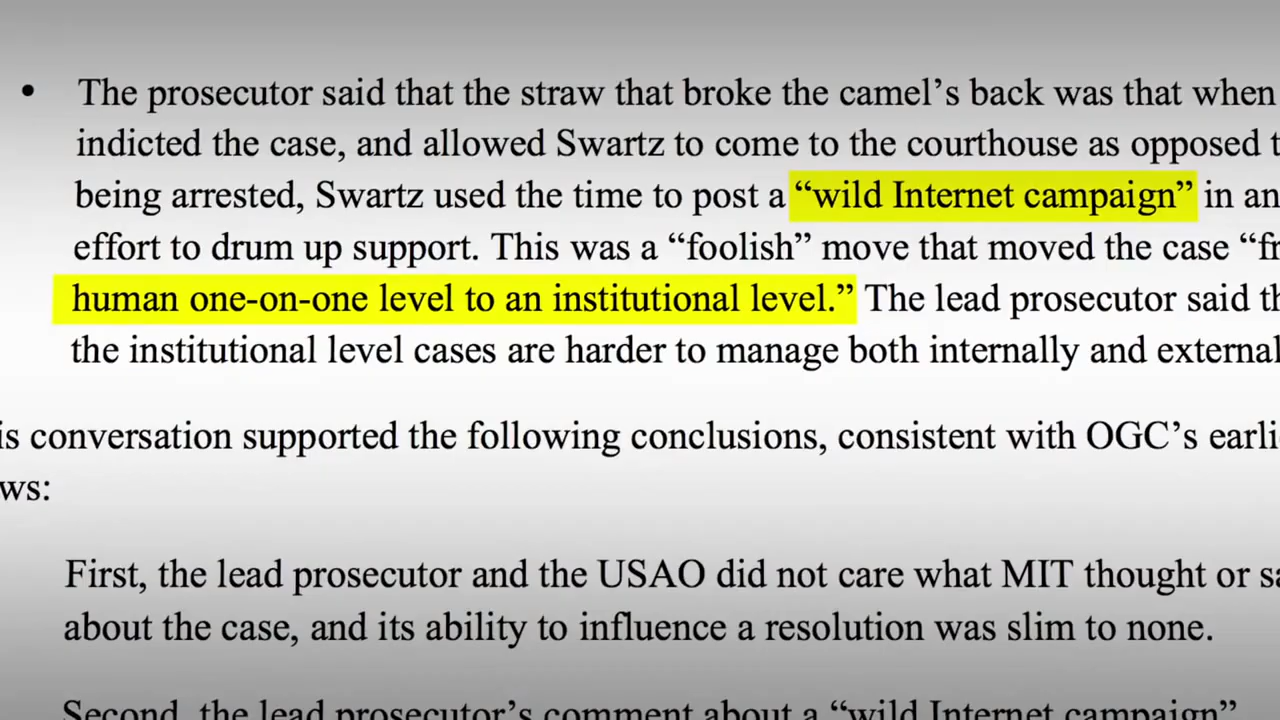 • The prosecutor said that the straw that broke the camel’s back was that when
indicted the case, and allowed Swartz to come to the courthouse as opposed t
being arrested, Swartz used the time to post a “wild Internet campaign” in an
effort to drum up support. This was a “foolish” move that moved the case “fr
human one-on-one level to an institutional level.” The lead prosecutor said th
the institutional level cases are harder to manage both internally and external
is conversation supported the following conclusions, consistent with OGC’s earli
ws:
First, the lead prosecutor and the USAO did not care what MIT thought or sa
about the case, and its ability to influence a resolution was slim to none.
Second, the lead prosecutor’s comment about a “wild Internet campaign”